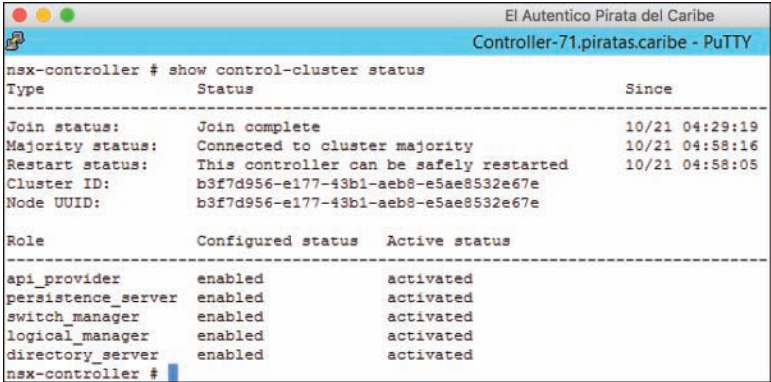 El Autentico Pirata del Caribe
Controller-71.piratas.caribe - PuTTY
nsx-controller # show control-cluster status
Type Status Since
--------------------------------------------------------------------------------
Join status: Join complete 10/21 04:29:19
Majority status: Connected to cluster majority 10/21 04:58:16
Restart status: This controller can be safely restarted 10/21 04:58:05
Cluster ID: b3f7d956-e177-43b1-aeb8-e5ae8532e67e
Node UUID: b3f7d956-e177-43b1-aeb8-e5ae8532e67e
Role Configured status Active status
--------------------------------------------------------------------------------
api_provider enabled activated
persistence_server enabled activated
switch_manager enabled activated
logical_manager enabled activated
directory_server enabled activated
nsx-controller #